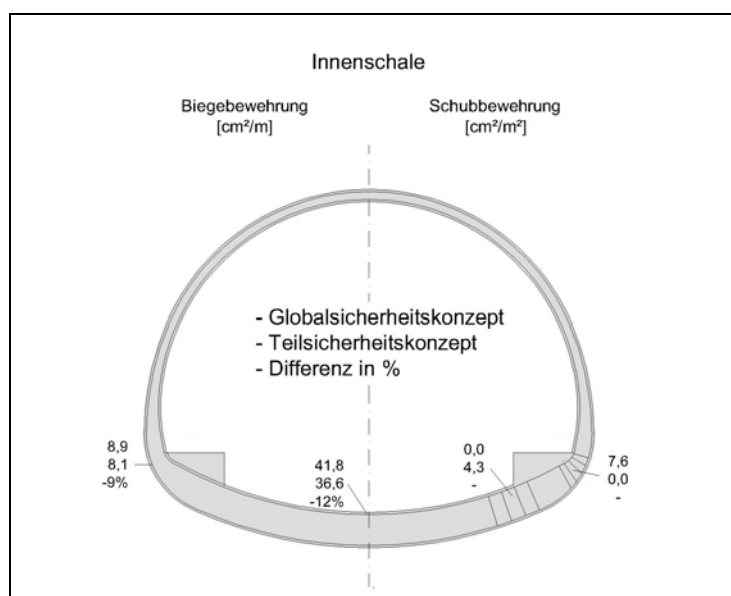 Innenschale
Biegebewehrung
[cm²/m]
Schubbewehrung
[cm²/m²]
- Globalsicherheitskonzept
- Teilsicherheitskonzept
- Differenz in %
8,9
8,1
-9%
41,8
36,6
-12%
0,0
4,3
-
7,6
0,0
-